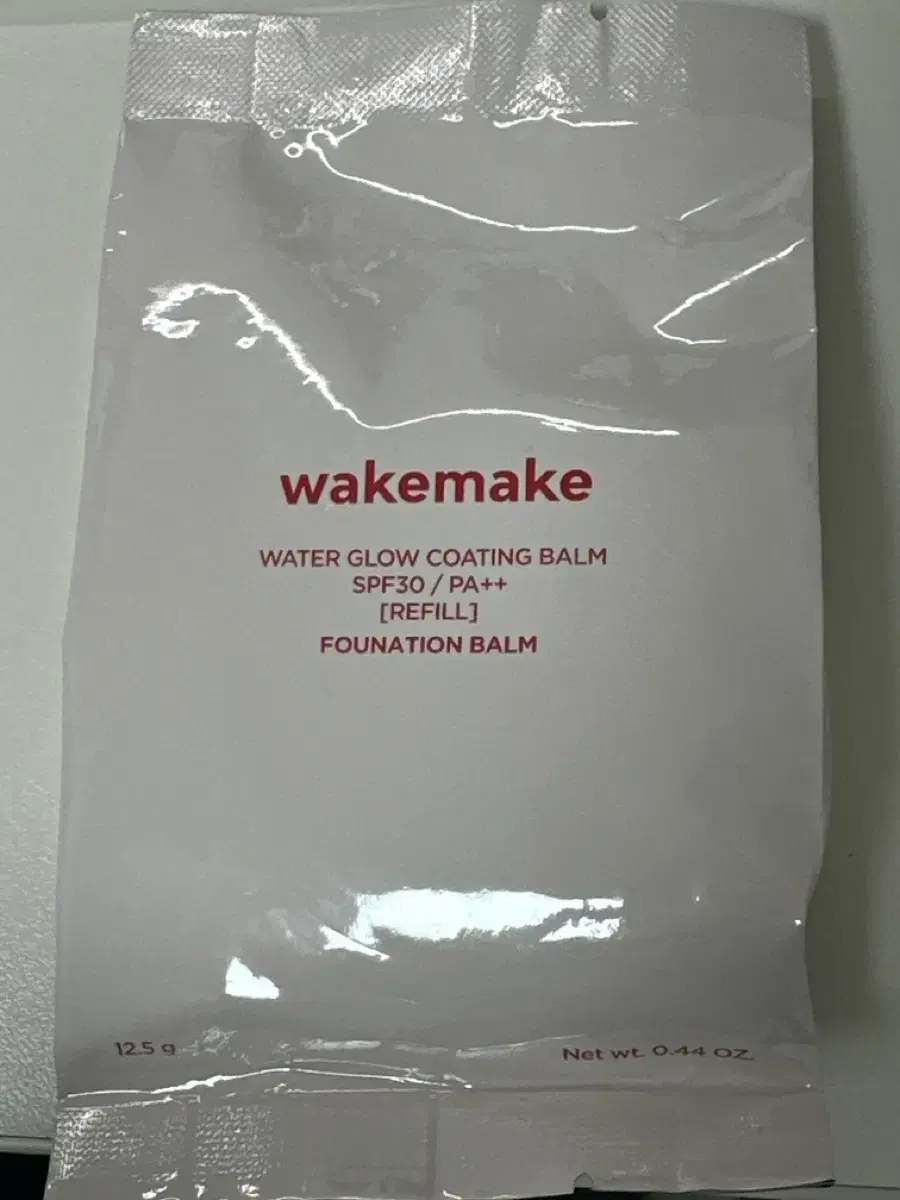 wakemake
WATER GLOW COATING BALM
SPF30 / PA++
[REFILL]
FOUNATION BALM
12.5 g
Net wt. 0.44 OZ.